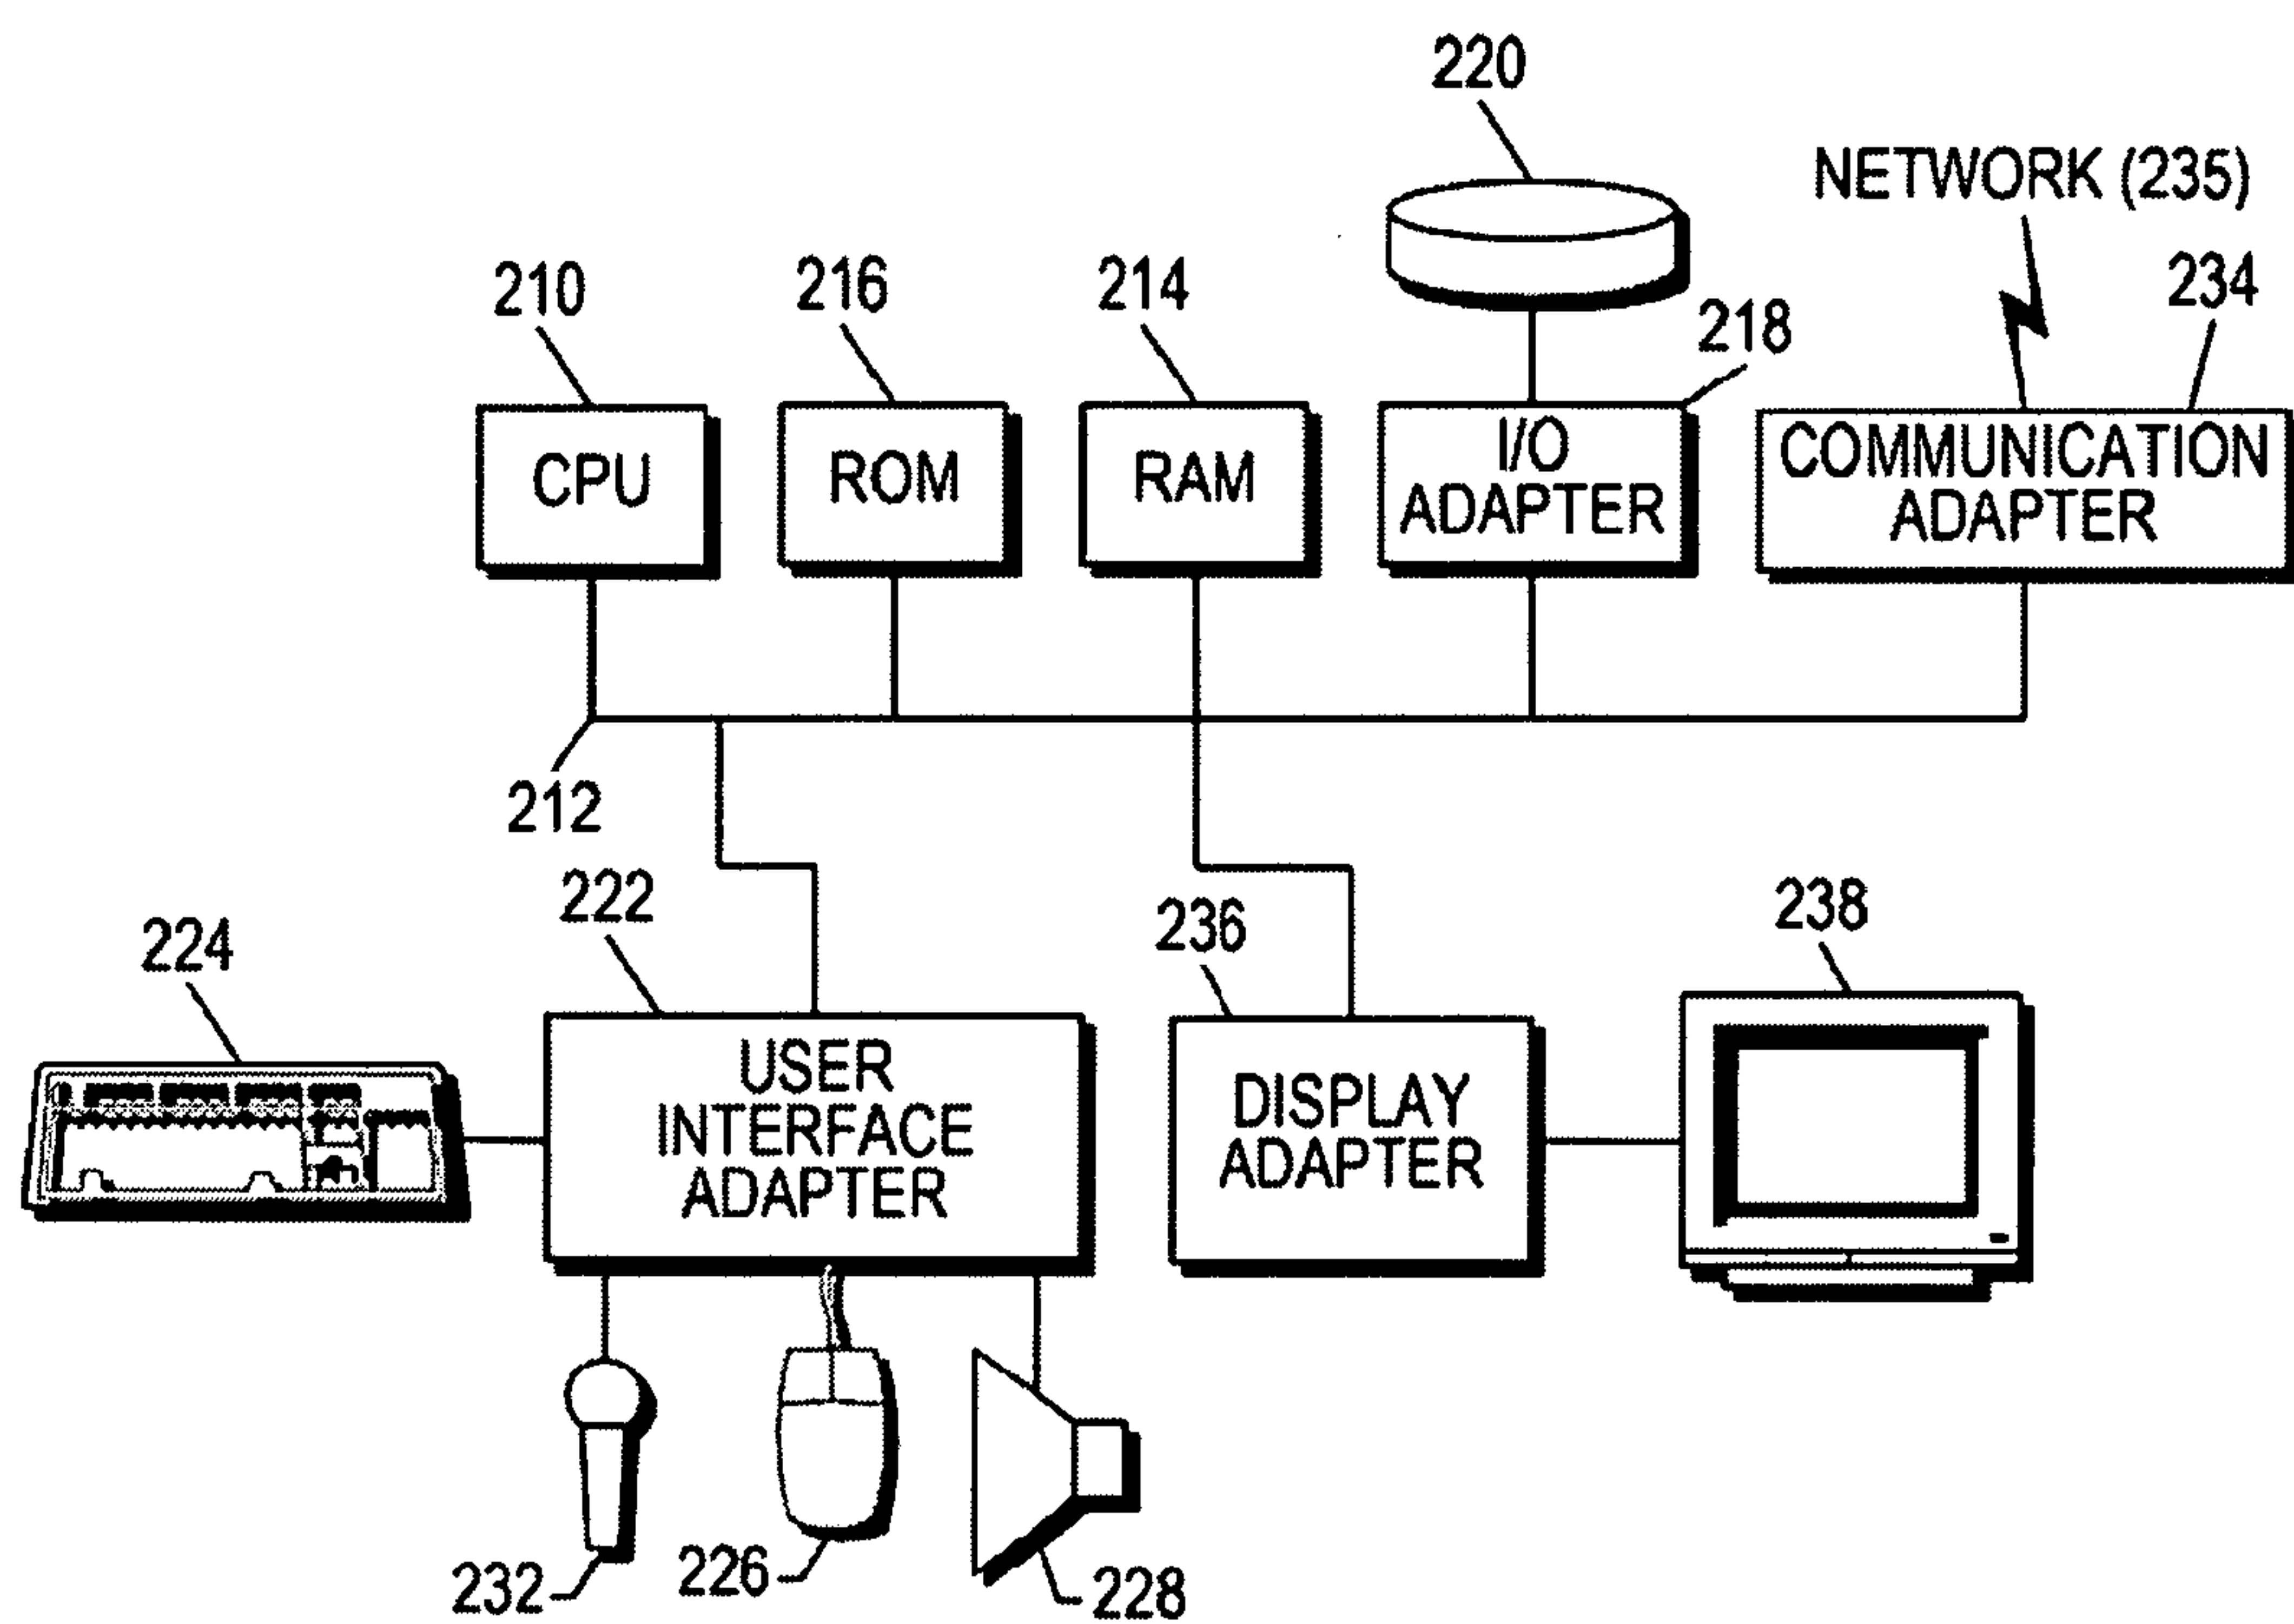 220
NETWORK (235)
210
216
214
218
234
CPU
ROM
RAM
I/O
ADAPTER
COMMUNICATION
ADAPTER
212
222
224
236
238
USER
INTERFACE
ADAPTER
DISPLAY
ADAPTER
232
226
228